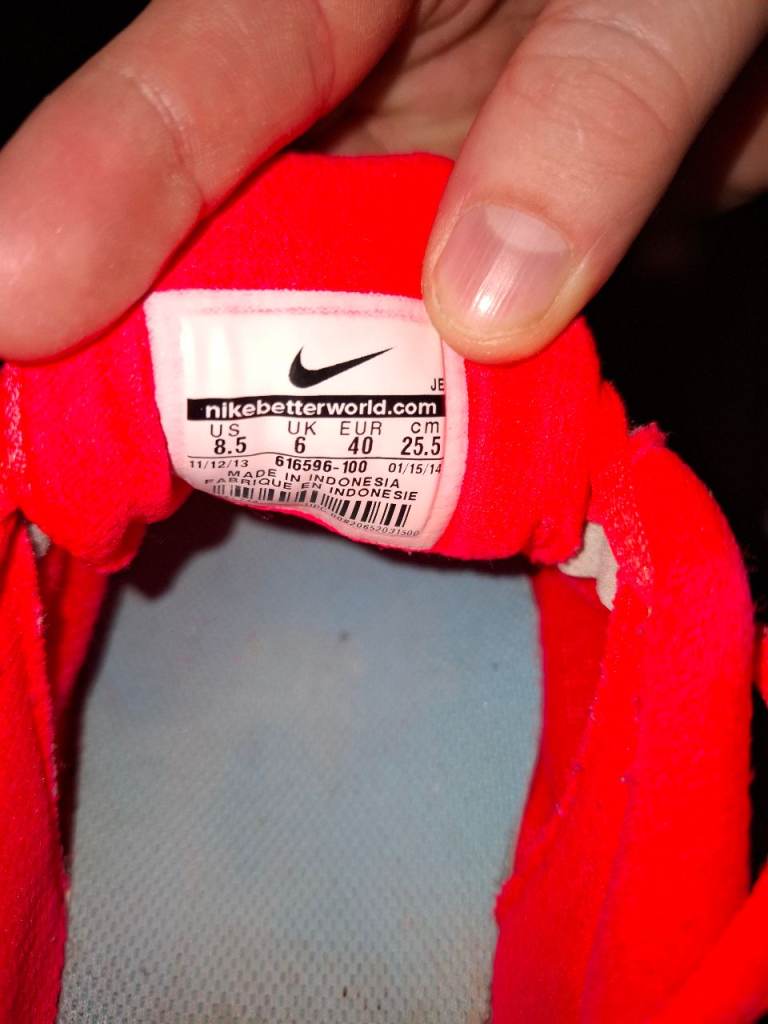 JE
nikebetterworld.com
US UK EUR cm
8.5 6 40 25.5
11/12/13 616596-100 01/15/14
MADE IN INDONESIA
FABRIQUE EN INDONESIE